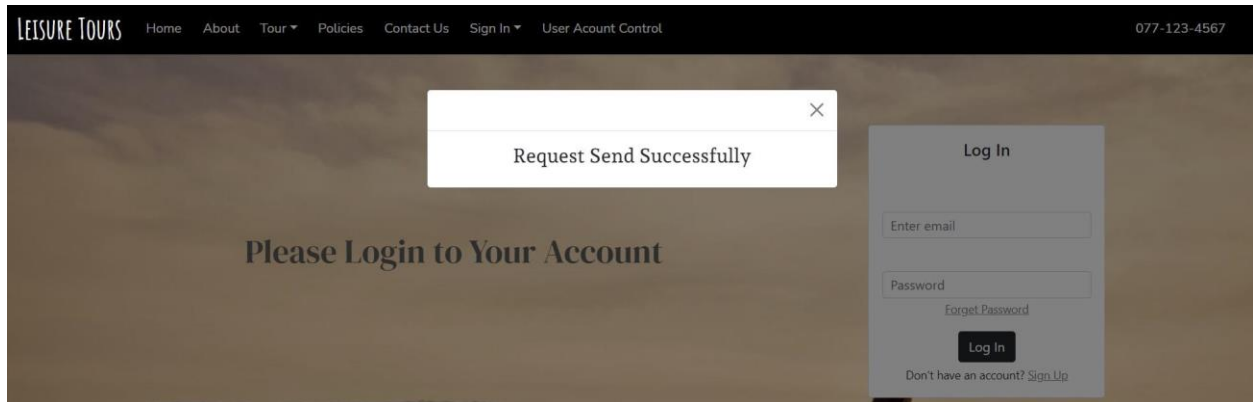 LEISURE TOURS Home About Tour Policies Contact Us Sign In User Acount Control 077-123-4567
Request Send Successfully
Please Login to Your Account
Log In
Enter email
Password
Forget Password
Log In
Don't have an account? Sign Up